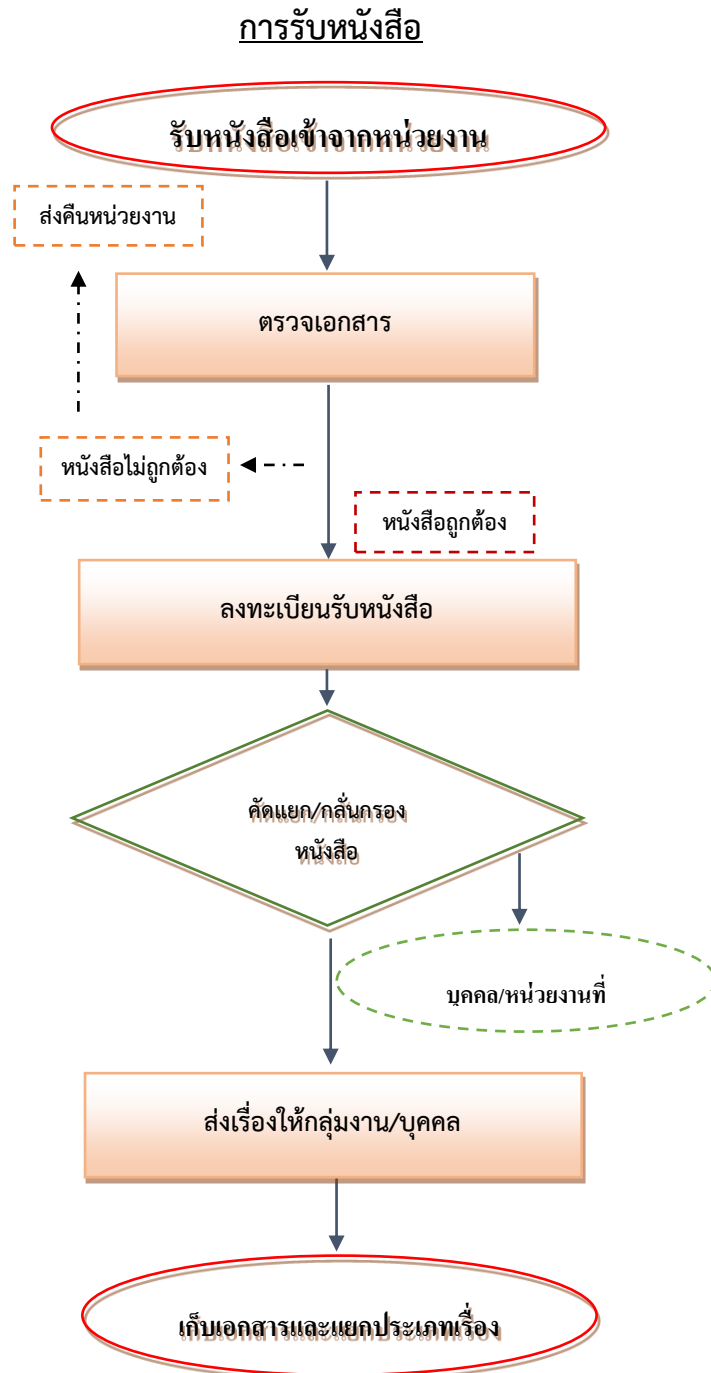 การรับหนังสือ
รับหนังสือเข้าจากหน่วยงาน
ส่งคืนหน่วยงาน
ตรวจเอกสาร
หนังสือไม่ถูกต้อง
หนังสือถูกต้อง
ลงทะเบียนรับหนังสือ
คัดแยก/กลั่นกรอง
หนังสือ
บุคคล/หน่วยงานที่
ส่งเรื่องให้กลุ่มงาน/บุคคล
เก็บเอกสารและแยกประเภทเรื่อง